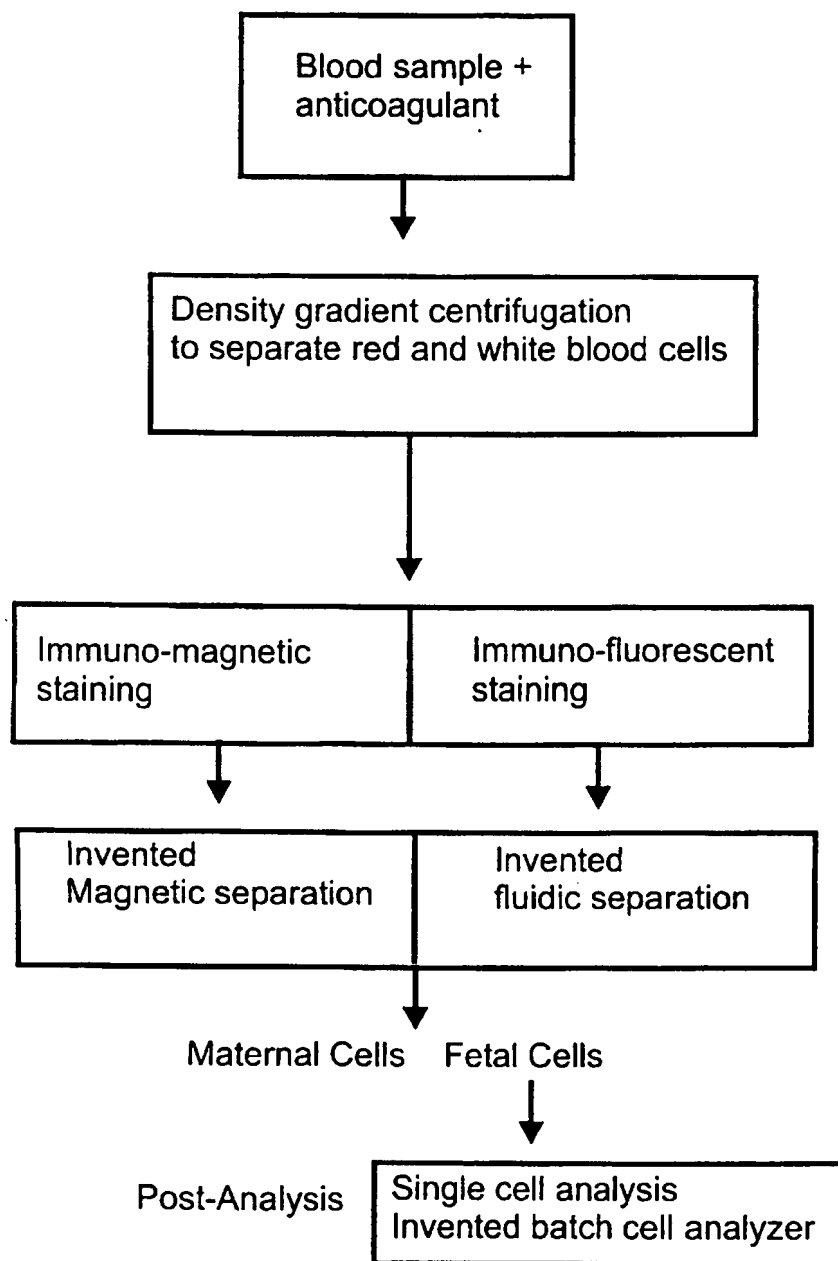 Blood sample +
anticoagulant
Density gradient centrifugation
to separate red and white blood cells
Immuno-magnetic
staining
Immuno-fluorescent
staining
Invented
Magnetic separation
Invented
fluidic separation
Maternal Cells Fetal Cells
Post-Analysis
Single cell analysis
Invented batch cell analyzer